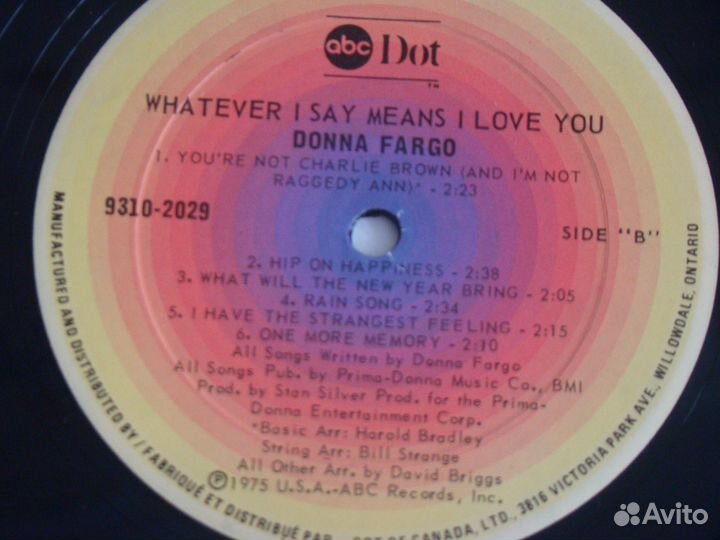 abc Dot
TM
WHATEVER I SAY MEANS I LOVE YOU
DONNA FARGO
1. YOU'RE NOT CHARLIE BROWN (AND I'M NOT
RAGGEDY ANN)* - 2:23
9310-2029
SIDE "B"
2. HIP ON HAPPINESS - 2:38
3. WHAT WILL THE NEW YEAR BRING - 2:05
4. RAIN SONG - 2:34
5. I HAVE THE STRANGEST FEELING - 2:15
6. ONE MORE MEMORY - 2:10
All Songs Written by Donna Fargo
All Songs Pub. by Prima-Donna Music Co., BMI
Prod. by Stan Silver Prod. for the Prima-
Donna Entertainment Corp.
*Basic Arr: Harold Bradley
String Arr: Bill Strange
All Other Arr. by David Briggs
Ⓟ1975 U.S.A.-ABC Records, Inc.
MANUFACTURED AND DISTRIBUTED BY / FABRIQUÉ ET DISTRIBUÉ PAR OF CANADA, LTD., 3816 VICTORIA PARK AVE., WILLOWDALE, ONTARIO
Avito